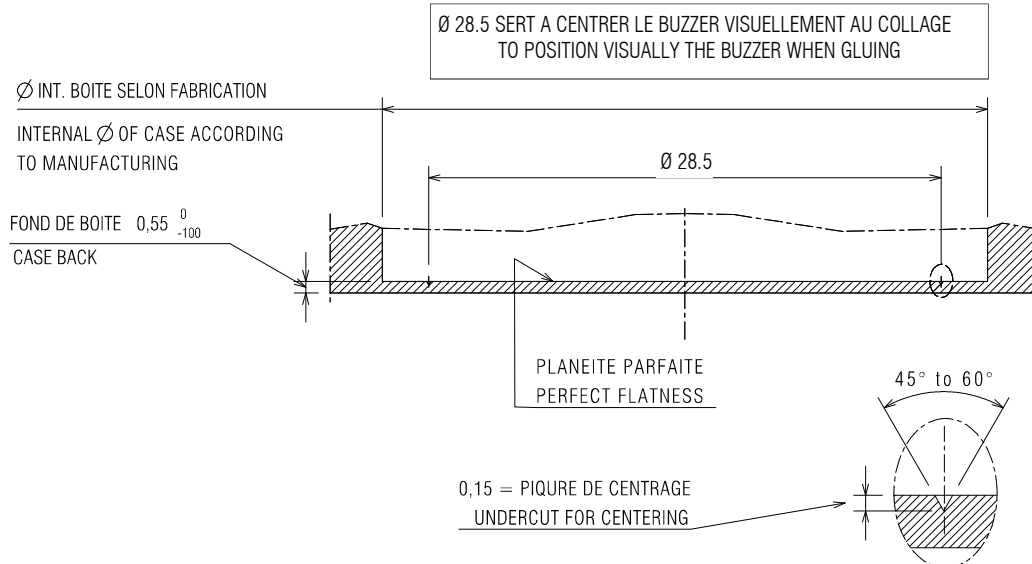 Ø 28.5 SERT A CENTRER LE BUZZER VISUELLEMENT AU COLLAGE
TO POSITION VISUALLY THE BUZZER WHEN GLUING
Ø INT. BOITE SELON FABRICATION
INTERNAL Ø OF CASE ACCORDING
TO MANUFACTURING
Ø 28.5
FOND DE BOITE 0,55 0 -100
CASE BACK
PLANEITE PARFAITE
PERFECT FLATNESS
45° to 60°
0,15 = PIQURE DE CENTRAGE
UNDERCUT FOR CENTERING